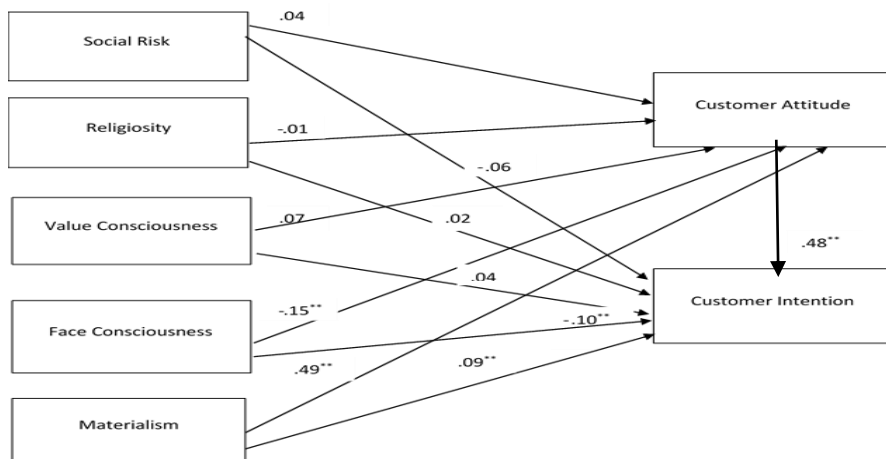 .04
Social Risk
Customer Attitude
Religiosity
-.01
-.06
Value Consciousness
.07
.02
.48**
.04
Customer Intention
-.15**
Face Consciousness
-.10**
.49**
.09**
Materialism